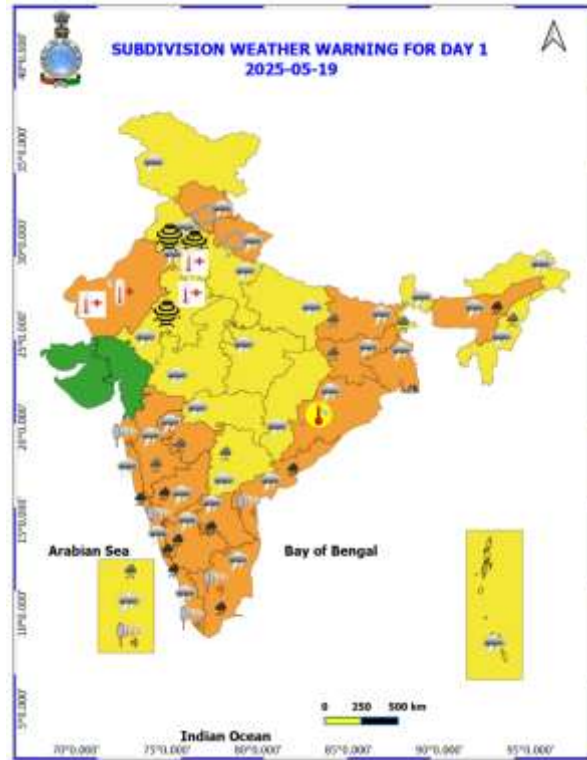 SUBDIVISION WEATHER WARNING FOR DAY 1
2025-05-19
40°0.000'
35°0.000'
30°0.000'
25°0.000'
20°0.000'
15°0.000'
10°0.000'
5°0.000'
Arabian Sea
Bay of Bengal
0 250 500 km
Indian Ocean
70°0.000' 75°0.000' 80°0.000' 85°0.000' 90°0.000' 95°0.000'